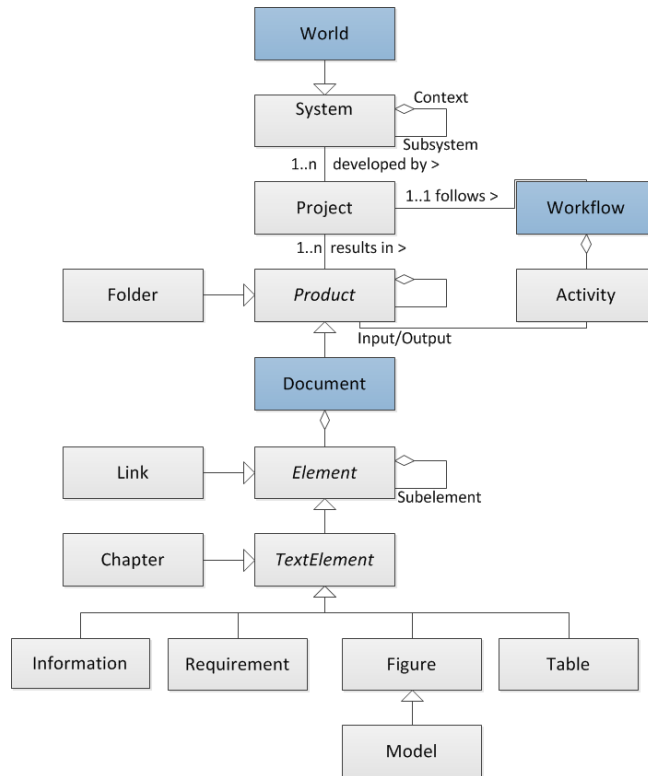 World
System
Context
Subsystem
1..n developed by >
Project
1..1 follows >
Workflow
1..n results in >
Folder
Product
Activity
Input/Output
Document
Link
Element
Subelement
Chapter
TextElement
Information
Requirement
Figure
Table
Model